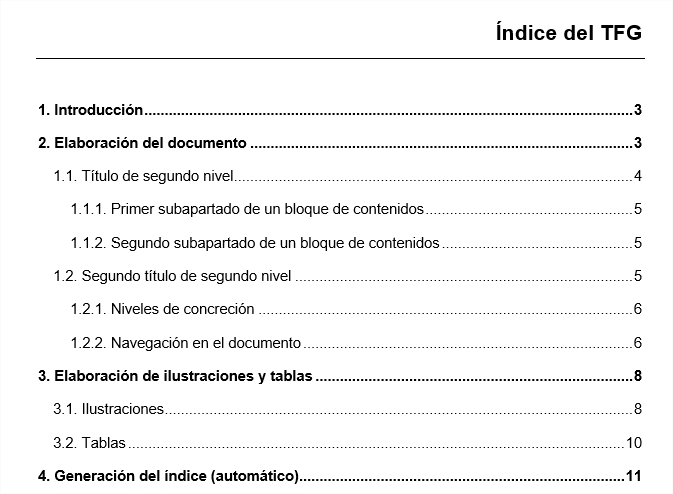 Índice del TFG
1. Introducción 3
2. Elaboración del documento 3
1.1. Título de segundo nivel 4
1.1.1. Primer subapartado de un bloque de contenidos 5
1.1.2. Segundo subapartado de un bloque de contenidos 5
1.2. Segundo título de segundo nivel 5
1.2.1. Niveles de concreción 6
1.2.2. Navegación en el documento 6
3. Elaboración de ilustraciones y tablas 8
3.1. Ilustraciones 8
3.2. Tablas 10
4. Generación del índice (automático) 11